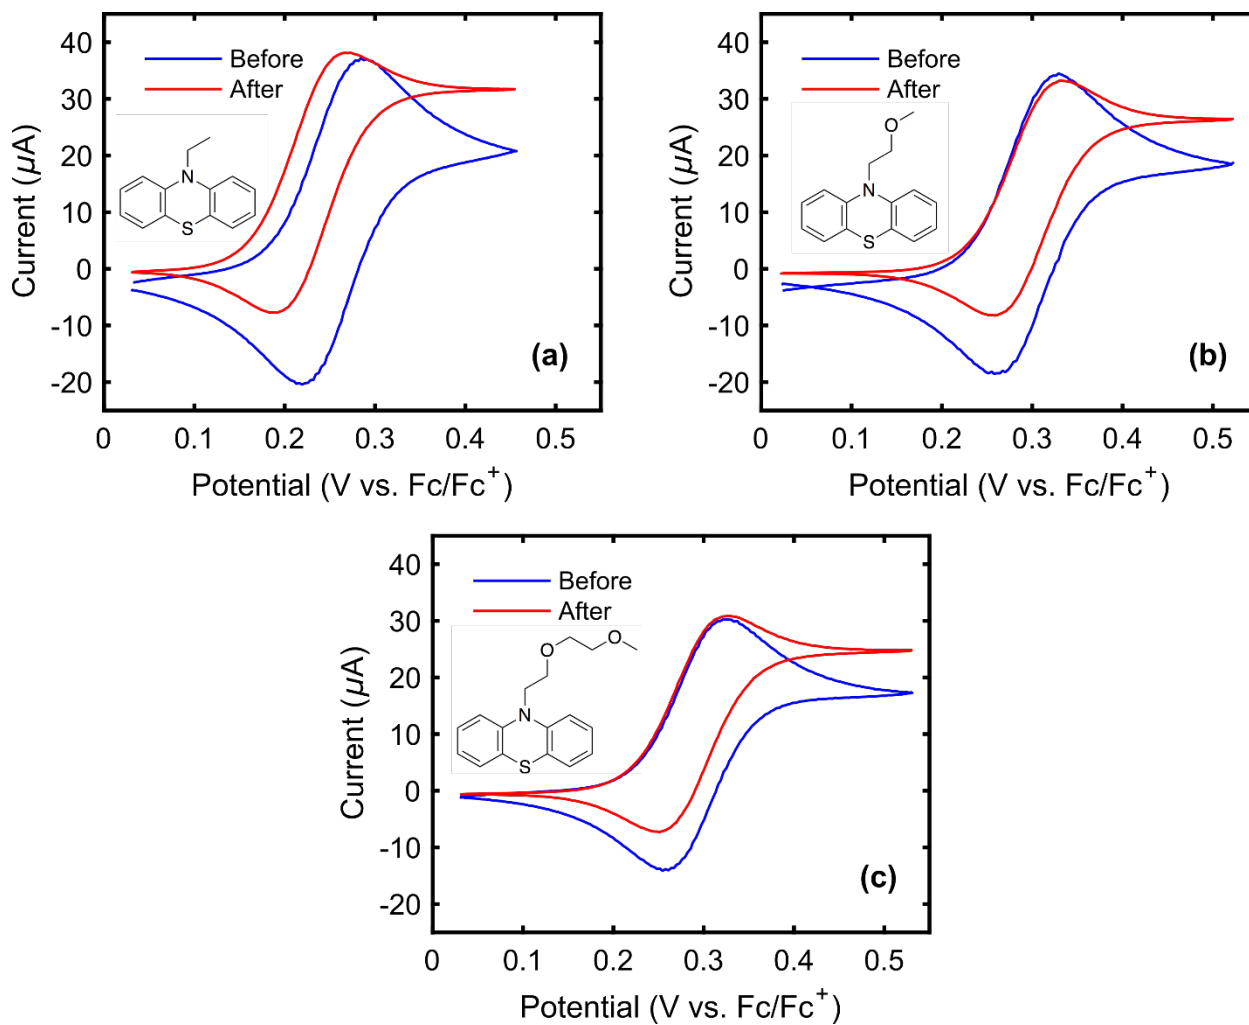 Before
After
40
30
20
10
0
-10
-20
Current (µA)
N
S
(a)
0
0.1
0.2
0.3
0.4
0.5
Potential (V vs. Fc/Fc⁺)
Before
After
40
30
20
10
0
-10
-20
Current (µA)
O
N
S
(b)
0
0.1
0.2
0.3
0.4
0.5
Potential (V vs. Fc/Fc⁺)
Before
After
40
30
20
10
0
-10
-20
Current (µA)
O
O
N
S
(c)
0
0.1
0.2
0.3
0.4
0.5
Potential (V vs. Fc/Fc⁺)